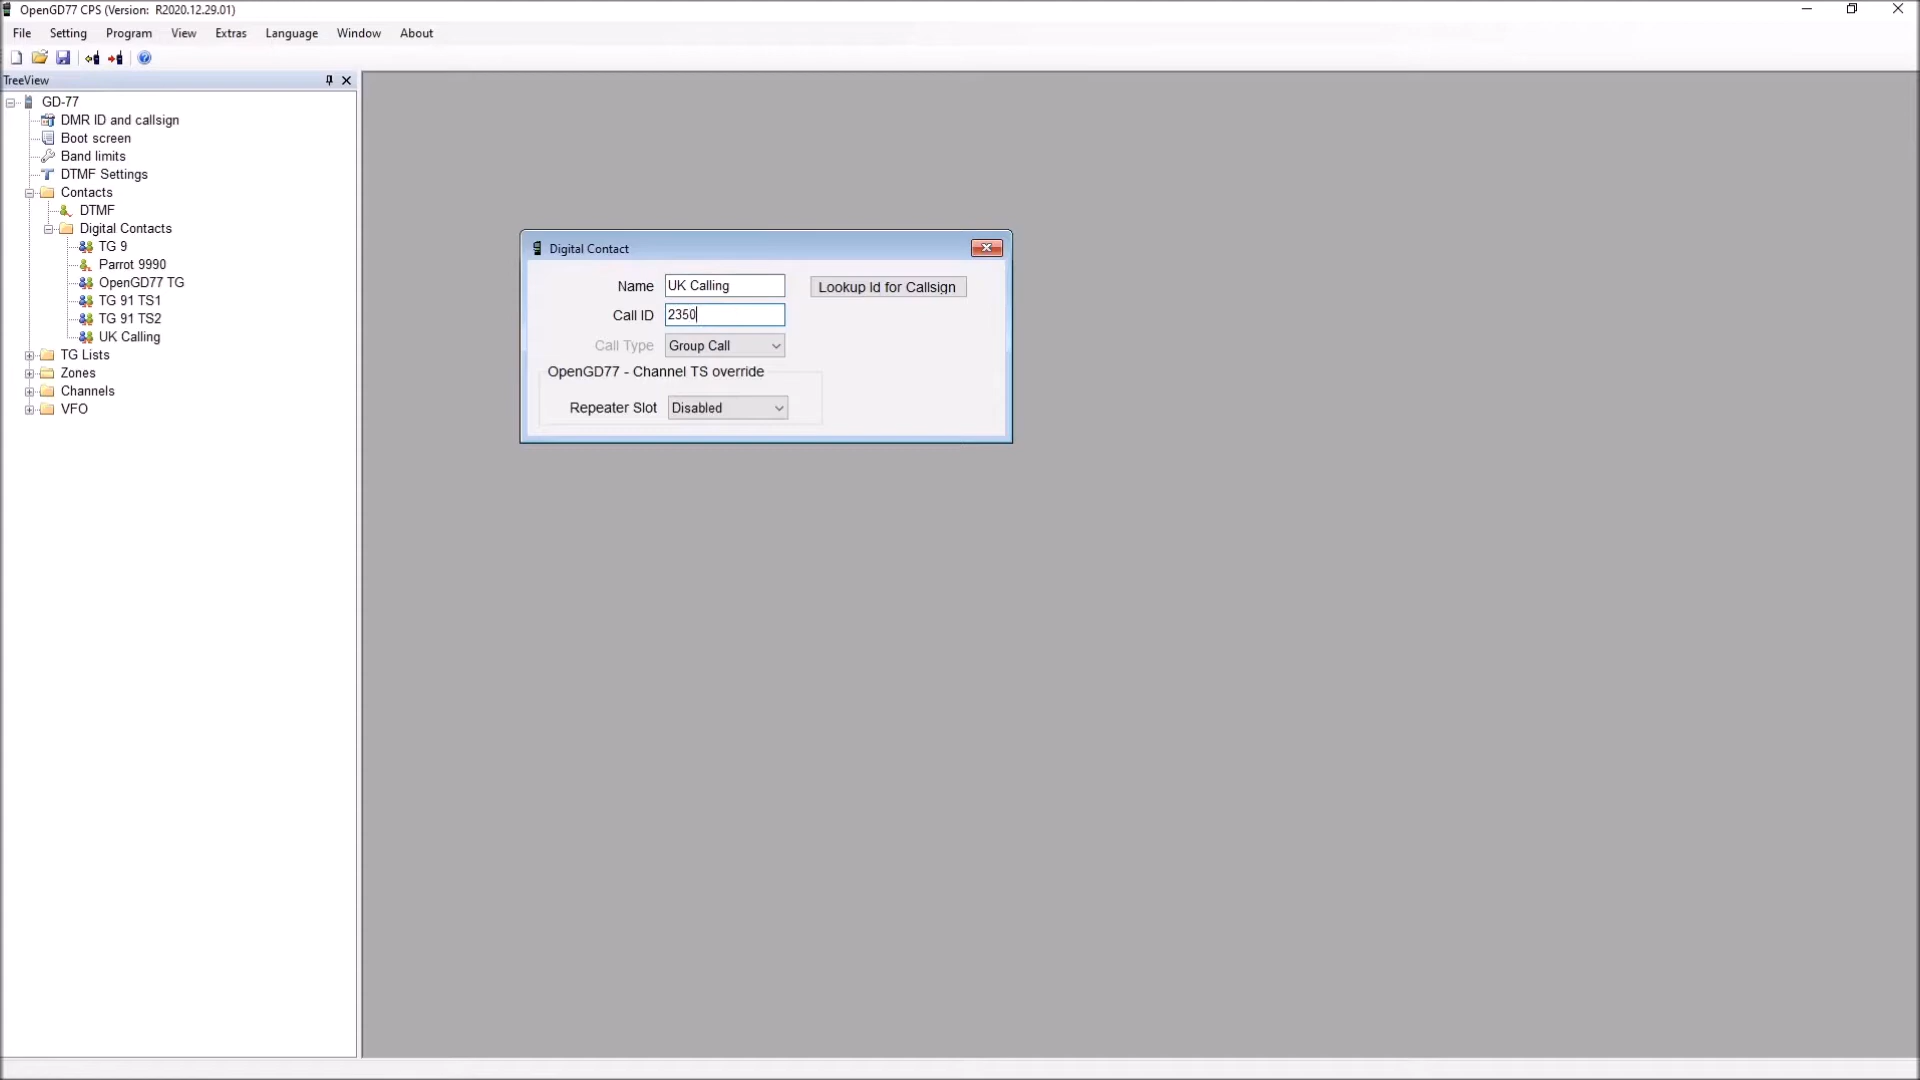 OpenGD77 CPS (Version: R2020.12.29.01)
File Setting Program View Extras Language Window About
TreeView
GD-77
DMR ID and callsign
Boot screen
Band limits
DTMF Settings
Contacts
DTMF
Digital Contacts
TG 9
Parrot 9990
OpenGD77 TG
TG 91 TS1
TG 91 TS2
UK Calling
TG Lists
Zones
Channels
VFO
Digital Contact
Name UK Calling Lookup Id for Callsign
Call ID 2350
Call Type Group Call
OpenGD77 - Channel TS override
Repeater Slot Disabled